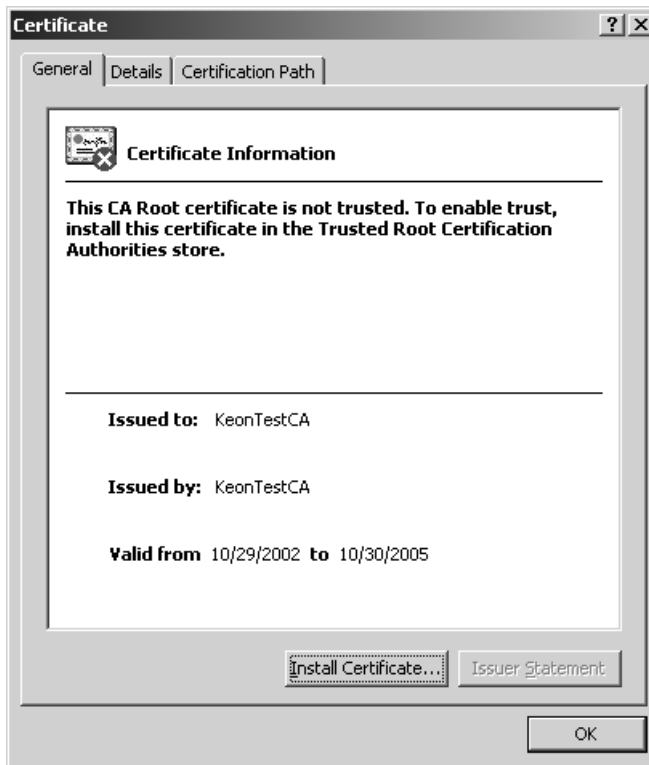 Certificate
General Details Certification Path
Certificate Information
This CA Root certificate is not trusted. To enable trust,
install this certificate in the Trusted Root Certification
Authorities store.
Issued to: KeonTestCA
Issued by: KeonTestCA
Valid from 10/29/2002 to 10/30/2005
Install Certificate... Issuer Statement
OK